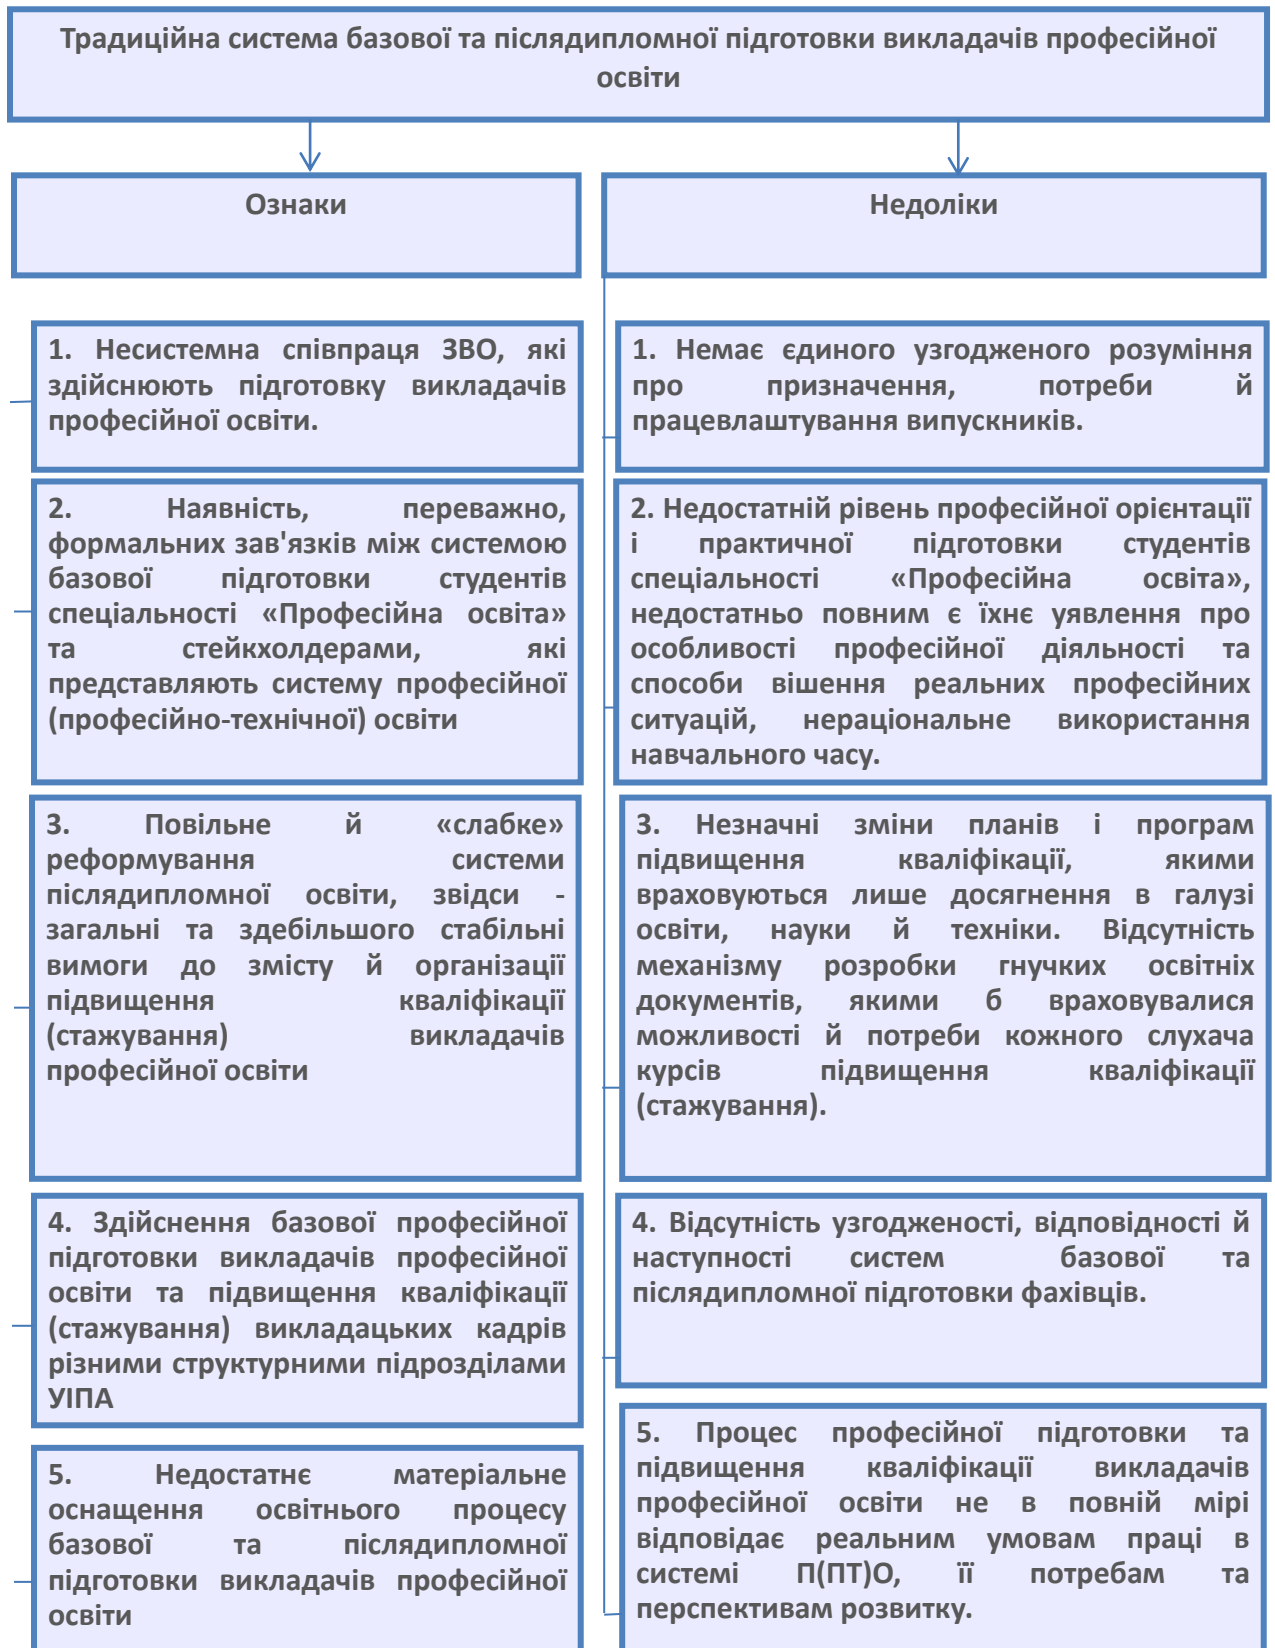 Традиційна система базової та післядипломної підготовки викладачів професійної
освіти
Ознаки
Недоліки
1. Несистемна співпраця ЗВО, які
здійснюють підготовку викладачів
професійної освіти.
2. Наявність, переважно,
формальних зав'язків між системою
базової підготовки студентів
спеціальності «Професійна освіта»
та стейкхолдерами, які
представляють систему професійної
(професійно-технічної) освіти
3. Повільне й «слабке»
реформування системи
післядипломної освіти, звідси -
загальні та здебільшого стабільні
вимоги до змісту й організації
підвищення кваліфікації
(стажування) викладачів
професійної освіти
4. Здійснення базової професійної
підготовки викладачів професійної
освіти та підвищення кваліфікації
(стажування) викладацьких кадрів
різними структурними підрозділами
УІПА
5. Недостатнє матеріальне
оснащення освітнього процесу
базової та післядипломної
підготовки викладачів професійної
освіти
1. Немає єдиного узгодженого розуміння
про призначення, потреби й
працевлаштування випускників.
2. Недостатній рівень професійної орієнтації
і практичної підготовки студентів
спеціальності «Професійна освіта»,
недостатньо повним є їхнє уявлення про
особливості професійної діяльності та
способи вішення реальних професійних
ситуацій, нераціональне використання
навчального часу.
3. Незначні зміни планів і програм
підвищення кваліфікації, якими
враховуються лише досягнення в галузі
освіти, науки й техніки. Відсутність
механізму розробки гнучких освітніх
документів, якими б враховувалися
можливості й потреби кожного слухача
курсів підвищення кваліфікації
(стажування).
4. Відсутність узгодженості, відповідності й
наступності систем базової та
післядипломної підготовки фахівців.
5. Процес професійної підготовки та
підвищення кваліфікації викладачів
професійної освіти не в повній мірі
відповідає реальним умовам праці в
системі П(ПТ)О, її потребам та
перспективам розвитку.